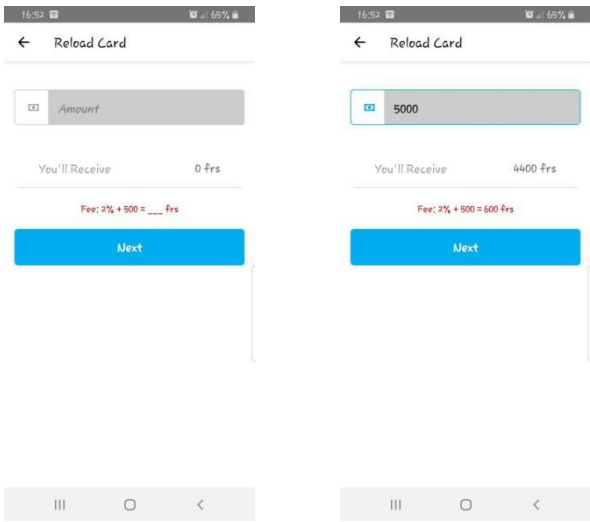 16:52
65%
Reload Card
Amount
You'll Receive 0 frs
Fee: 2% + 500 = ___ frs
Next
16:52
65%
Reload Card
5000
You'll Receive 4400 frs
Fee: 2% + 500 = 600 frs
Next